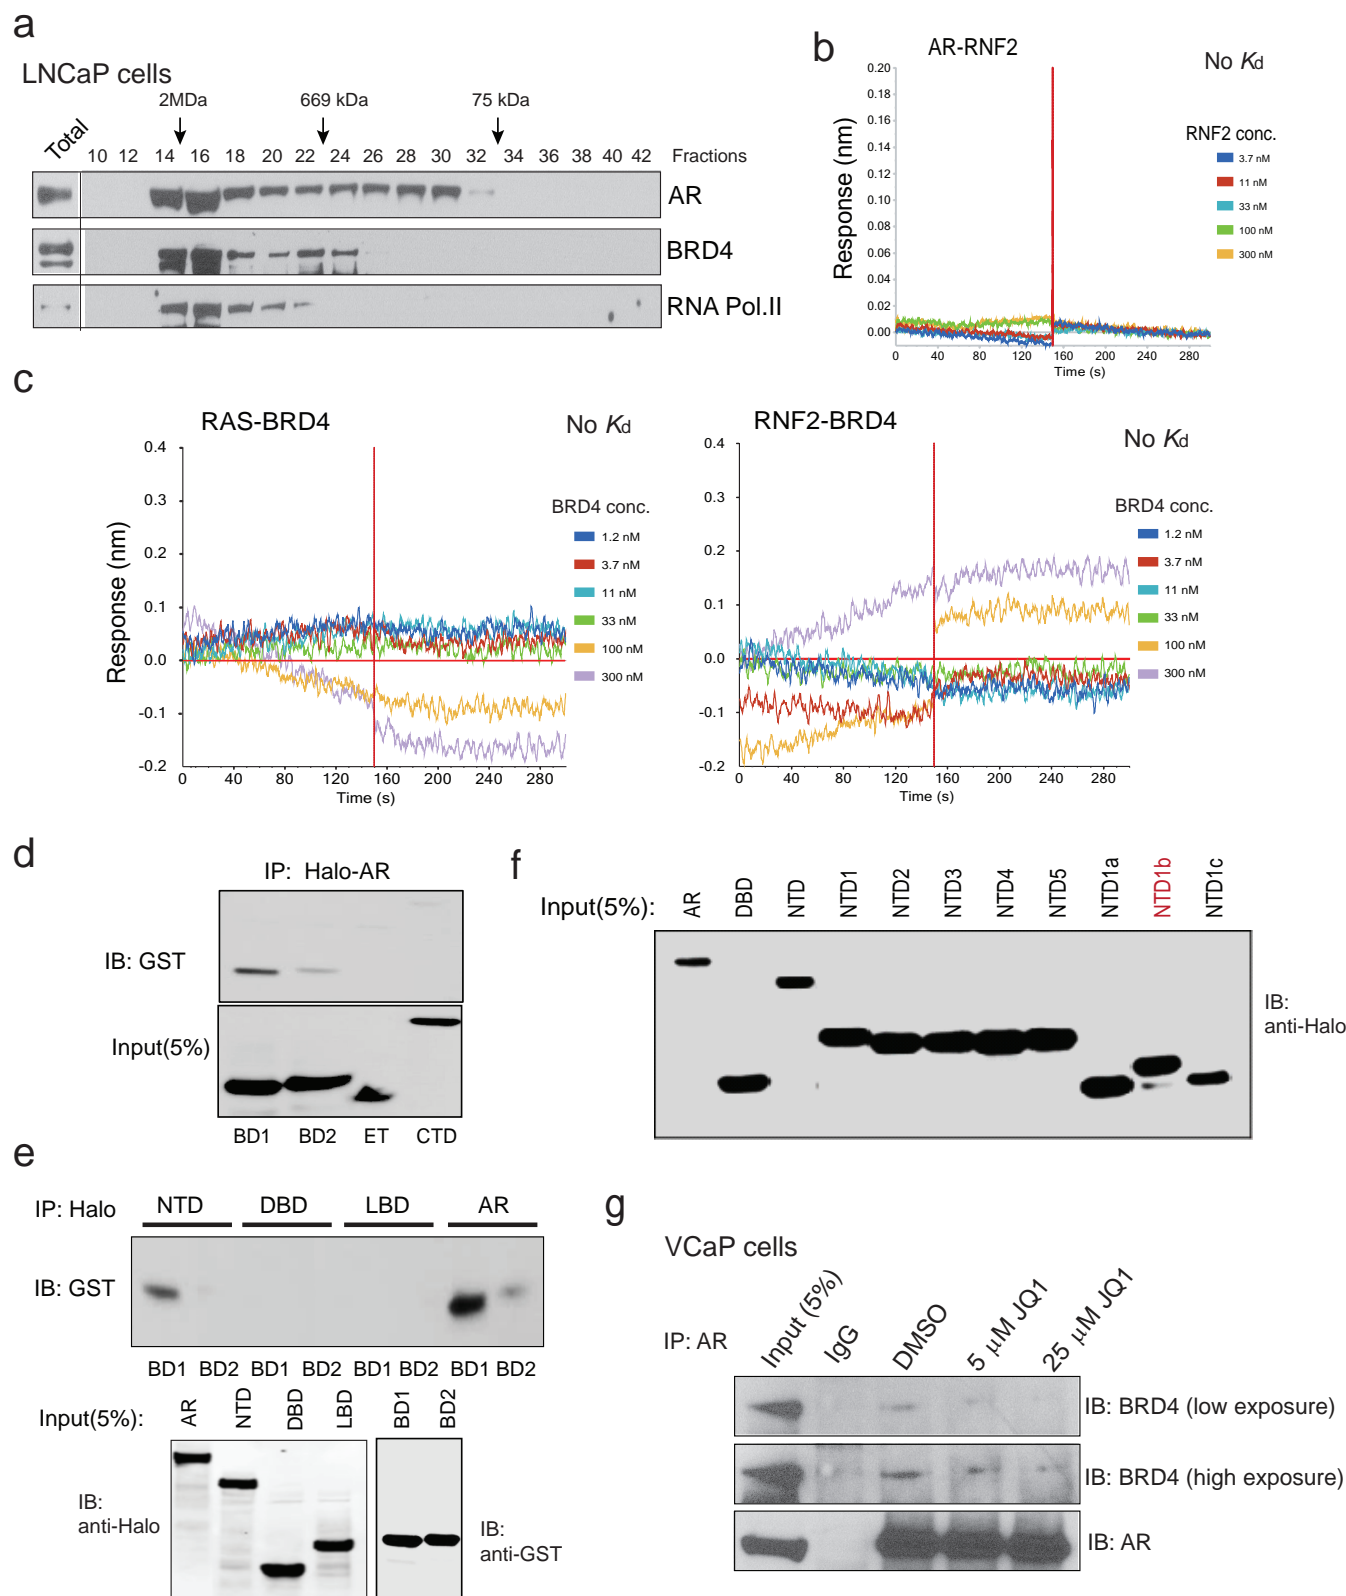 a
LNCaP cells
2MDa 669 kDa 75 kDa
Total 10 12 14 16 18 20 22 24 26 28 30 32 34 36 38 40 42 Fractions
AR
BRD4
RNA Pol.II
b
AR-RNF2
No Kd
RNF2 conc.
3.7 nM
11 nM
33 nM
100 nM
300 nM
Response (nm)
0.20
0.18
0.16
0.14
0.12
0.10
0.08
0.06
0.04
0.02
0.00
0 40 80 120 160 200 240 280
Time (s)
c
RAS-BRD4
No Kd
BRD4 conc.
1.2 nM
3.7 nM
11 nM
33 nM
100 nM
300 nM
Response (nm)
0.4
0.3
0.2
0.1
0.0
-0.1
-0.2
0 40 80 120 160 200 240 280
Time (s)
RNF2-BRD4
No Kd
BRD4 conc.
1.2 nM
3.7 nM
11 nM
33 nM
100 nM
300 nM
0.4
0.3
0.2
0.1
0.0
-0.1
-0.2
0 40 80 120 160 200 240 280
Time (s)
d
IP: Halo-AR
IB: GST
Input(5%)
BD1 BD2 ET CTD
e
IP: Halo NTD DBD LBD AR
IB: GST
BD1 BD2 BD1 BD2 BD1 BD2 BD1 BD2
Input(5%): AR NTD DBD LBD BD1 BD2
IB:
anti-Halo
IB:
anti-GST
f
Input(5%): AR DBD NTD NTD1 NTD2 NTD3 NTD4 NTD5 NTD1a NTD1b NTD1c
IB:
anti-Halo
g
VCaP cells
IP: AR Input (5%) IgG DMSO 5 µM JQ1 25 µM JQ1
IB: BRD4 (low exposure)
IB: BRD4 (high exposure)
IB: AR